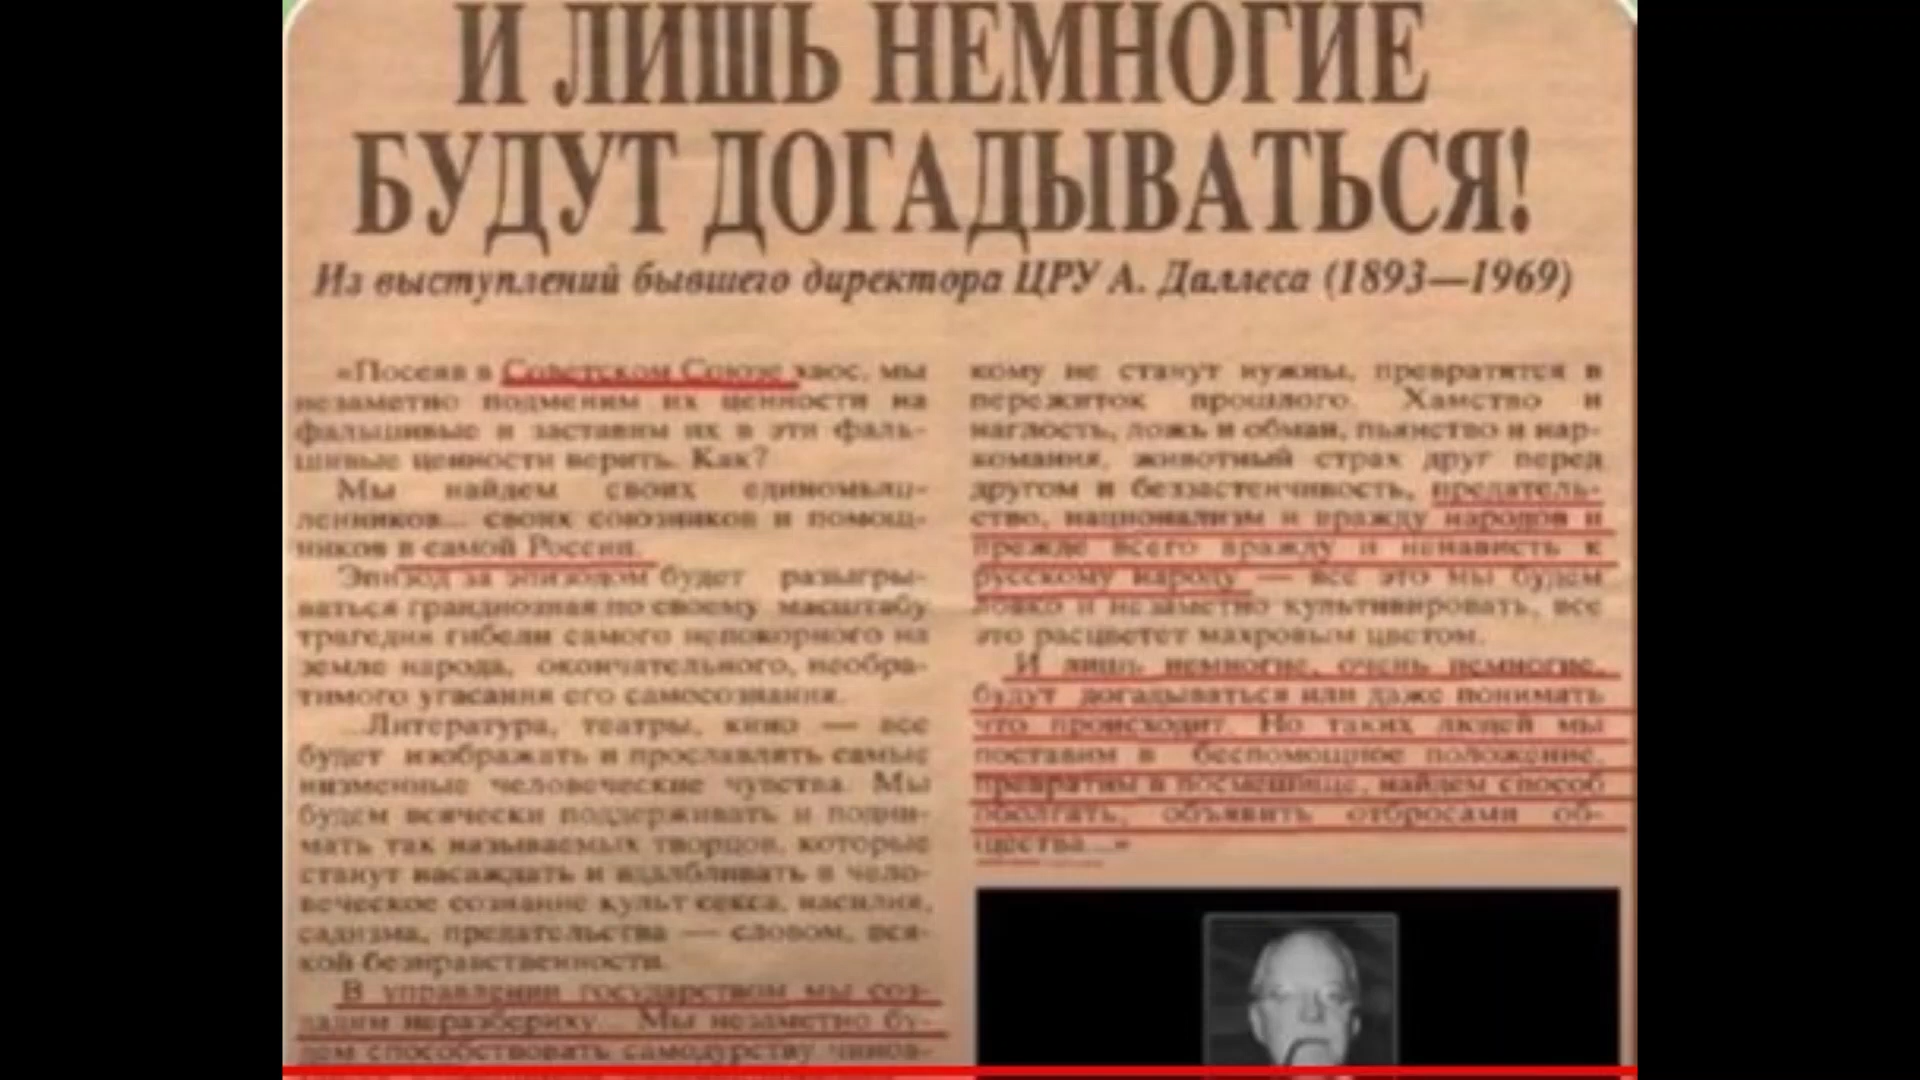 И ЛИШЬ НЕМНОГИЕ
БУДУТ ДОГАДЫВАТЬСЯ!
Из выступлений бывшего директора ЦРУ А. Даллеса (1893—1969)
«Посеяв в Советском Союзе хаос, мы
незаметно подменим их ценности на
фальшивые и заставим их в эти фаль-
шивые ценности верить. Как?
Мы найдем своих единомыш-
ленников... своих союзников и помощ-
ников в самой России.
Эпизод за эпизодом будет разыгры-
ваться грандиозная по своему масштабу
трагедия гибели самого непокорного на
земле народа, окончательного, необра-
тимого угасания его самосознания.
...Литература, театры, кино — все
будет изображать и прославлять самые
низменные человеческие чувства. Мы
будем всячески поддерживать и подни-
мать так называемых творцов, которые
станут насаждать и вдалбливать в чело-
веческое сознание культ секса, насилия,
садизма, предательства — словом, вся-
кой безнравственности.
В управлении государством мы соз-
дадим неразбериху... Мы незаметно бу-
дем способствовать самодурству чинов-
кому не станут нужны, превратятся в
пережиток прошлого. Хамство и
наглость, ложь и обман, пьянство и нар-
комания, животный страх друг перед
другом и беззастенчивость, предатель-
ство, национализм и вражду народов и
прежде всего вражду и ненависть к
русскому народу — все это мы будем
ловко и незаметно культивировать, все
это расцветет махровым цветом.
И лишь немногие, очень немногие,
будут догадываться или даже понимать
что происходит. Но таких людей мы
поставим в беспомощное положение,
превратим в посмешище, найдем способ
оболгать, объявить отбросами об-
щества...»